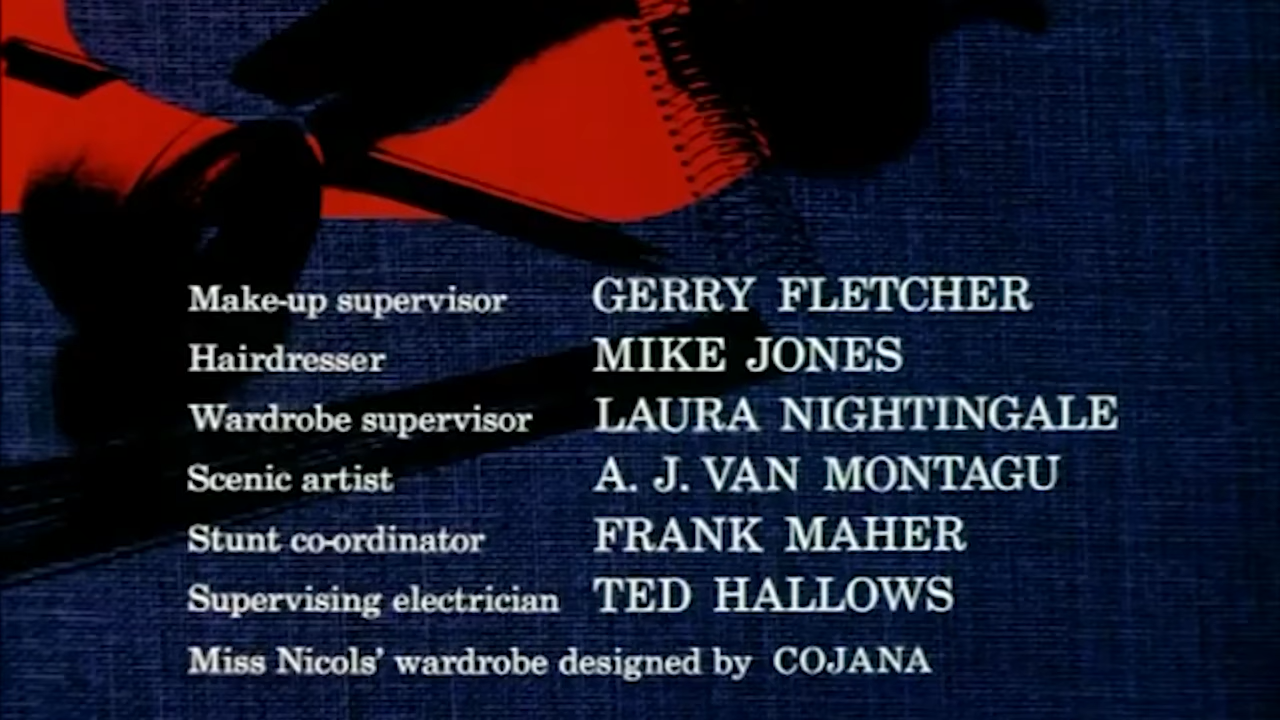 Make-up supervisor GERRY FLETCHER
Hairdresser MIKE JONES
Wardrobe supervisor LAURA NIGHTINGALE
Scenic artist A. J. VAN MONTAGU
Stunt co-ordinator FRANK MAHER
Supervising electrician TED HALLOWS
Miss Nicols' wardrobe designed by COJANA